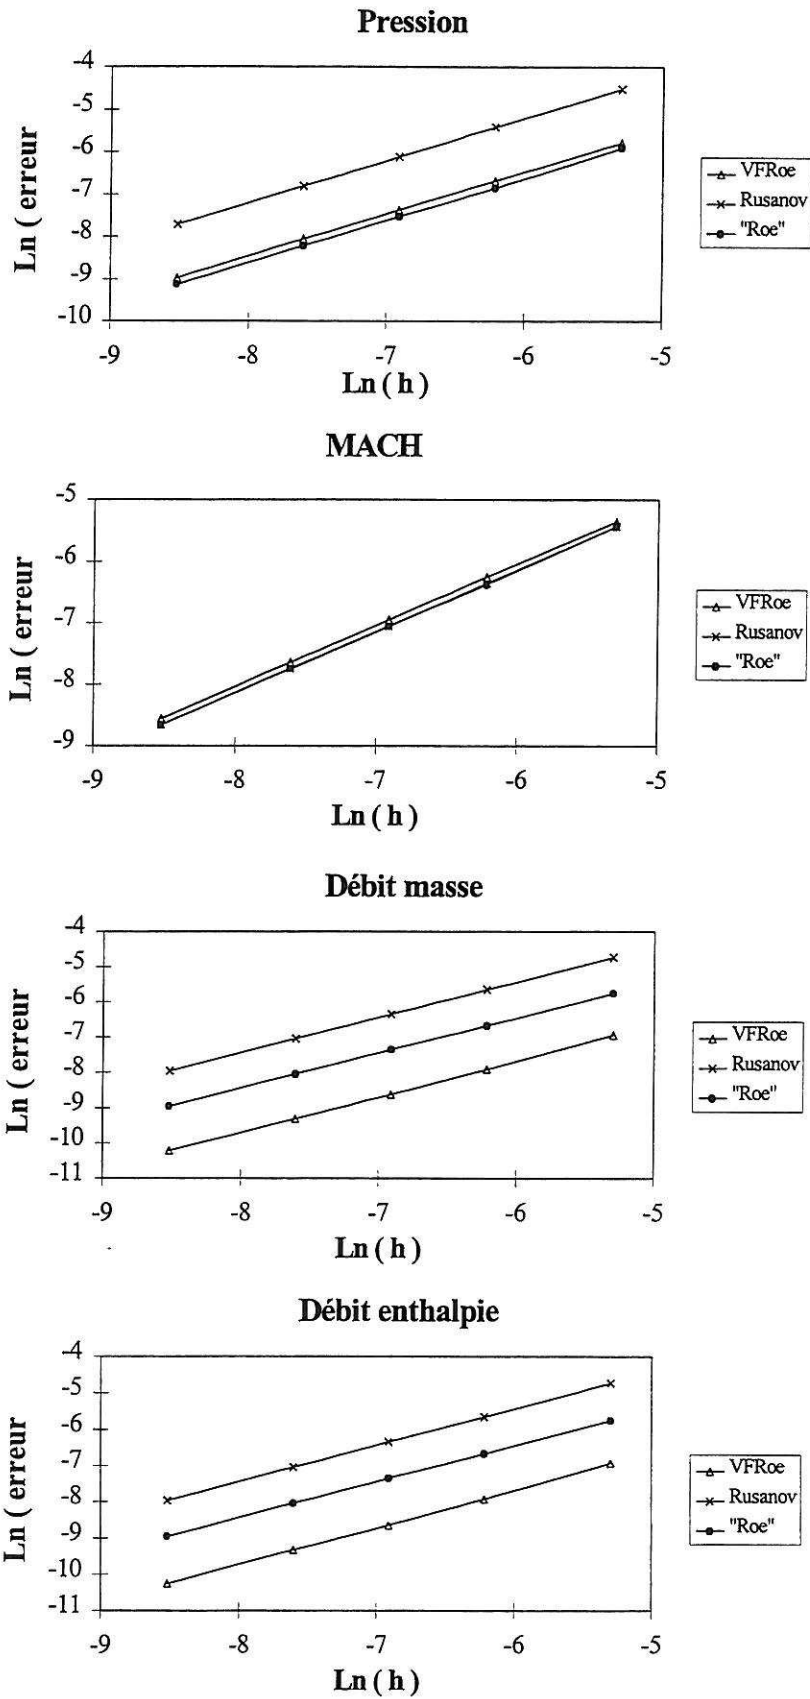 Pression
-4
-5
-6
-7
-8
-9
-10
Ln ( erreur
-9 -8 -7 -6 -5
Ln ( h )
VFRoe
Rusanov
"Roe"
MACH
-5
-6
-7
-8
-9
Ln ( erreur
-9 -8 -7 -6 -5
Ln ( h )
VFRoe
Rusanov
"Roe"
Débit masse
-4
-5
-6
-7
-8
-9
-10
-11
Ln ( erreur
-9 -8 -7 -6 -5
Ln ( h )
VFRoe
Rusanov
"Roe"
Débit enthalpie
-4
-5
-6
-7
-8
-9
-10
-11
Ln ( erreur
-9 -8 -7 -6 -5
Ln ( h )
VFRoe
Rusanov
"Roe"